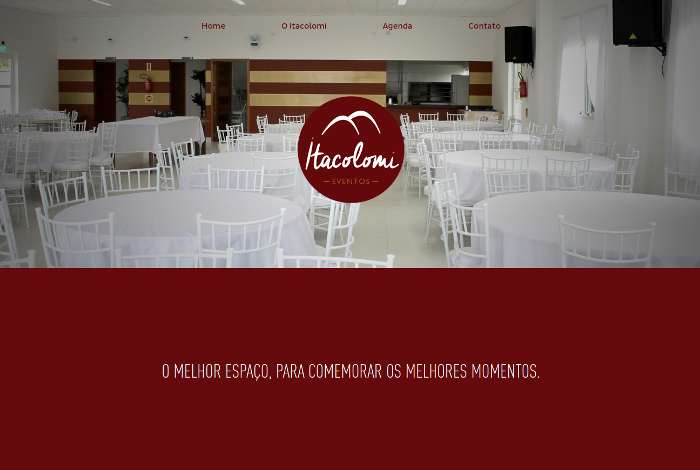 Home
O Itacolomi
Agenda
Contato
Itacolomi
— EVENTOS —
O MELHOR ESPAÇO, PARA COMEMORAR OS MELHORES MOMENTOS.